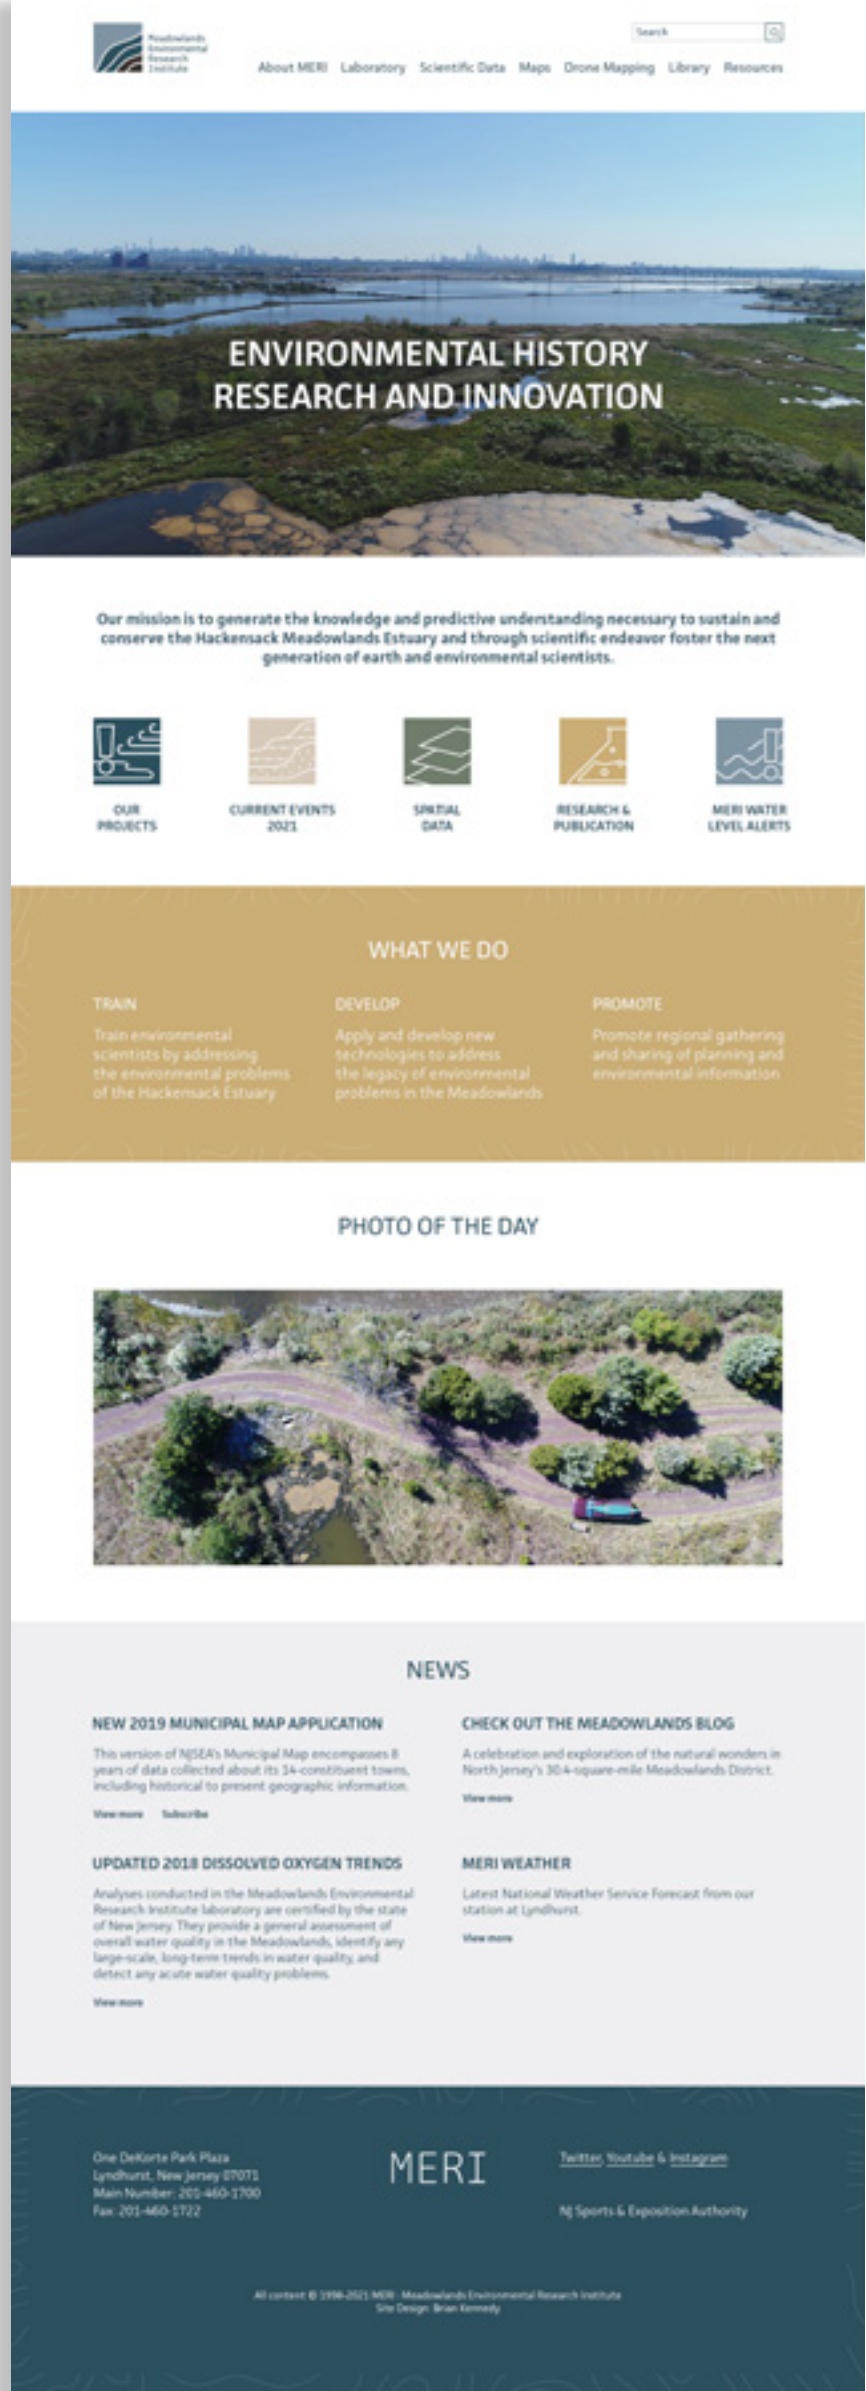 Meadowlands
Environmental
Research
Institute
Search
About MERI Laboratory Scientific Data Maps Drone Mapping Library Resources
ENVIRONMENTAL HISTORY
RESEARCH AND INNOVATION
Our mission is to generate the knowledge and predictive understanding necessary to sustain and
conserve the Hackensack Meadowlands Estuary and through scientific endeavor foster the next
generation of earth and environmental scientists.
OUR
PROJECTS
CURRENT EVENTS
2021
SPATIAL
DATA
RESEARCH &
PUBLICATION
MERI WATER
LEVEL ALERTS
WHAT WE DO
TRAIN
Train environmental
scientists by addressing
the environmental problems
of the Hackensack Estuary
DEVELOP
Apply and develop new
technologies to address
the legacy of environmental
problems in the Meadowlands
PROMOTE
Promote regional gathering
and sharing of planning and
environmental information
PHOTO OF THE DAY
NEWS
NEW 2019 MUNICIPAL MAP APPLICATION
This version of NJSEA's Municipal Map encompasses 8
years of data collected about its 14-constituent towns,
including historical to present geographic information.
View more Subscribe
CHECK OUT THE MEADOWLANDS BLOG
A celebration and exploration of the natural wonders in
North Jersey's 30.4-square-mile Meadowlands District.
View more
UPDATED 2018 DISSOLVED OXYGEN TRENDS
Analyses conducted in the Meadowlands Environmental
Research Institute laboratory are certified by the state
of New Jersey. They provide a general assessment of
overall water quality in the Meadowlands, identify any
large-scale, long-term trends in water quality, and
detect any acute water quality problems.
View more
MERI WEATHER
Latest National Weather Service Forecast from our
station at Lyndhurst.
View more
One DeKorte Park Plaza
Lyndhurst, New Jersey 07071
Main Number: 201-460-1700
Fax: 201-460-1722
MERI
Twitter, Youtube & Instagram
NJ Sports & Exposition Authority
All content © 1998-2021 MERI - Meadowlands Environmental Research Institute
Site Design: Brian Kennedy